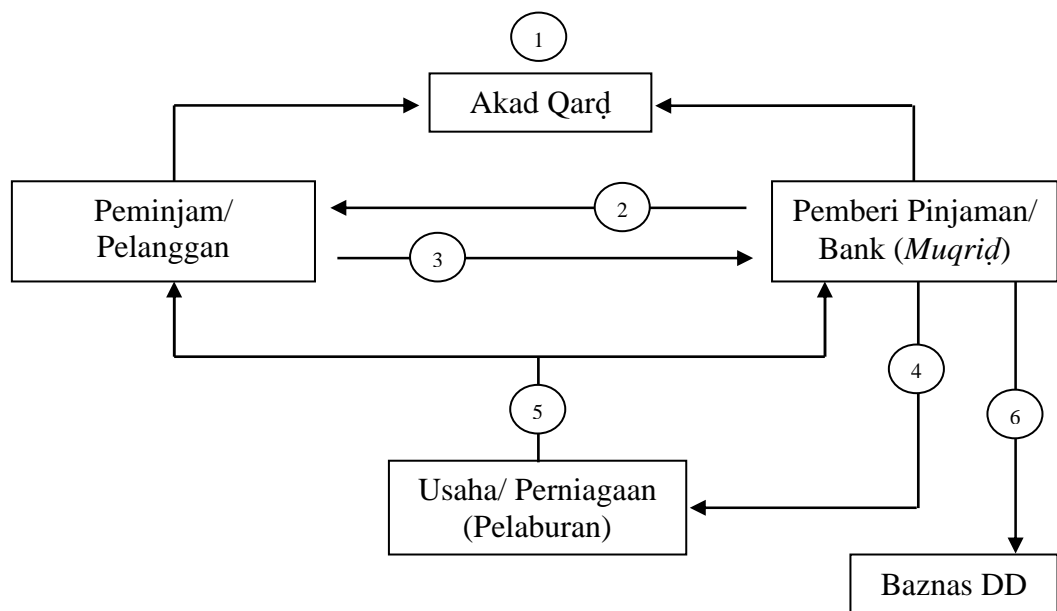 1
Akad Qarḍ
Peminjam/
Pelanggan
2
3
Pemberi Pinjaman/
Bank (Muqriḍ)
4
5
6
Usaha/ Perniagaan
(Pelaburan)
Baznas DD